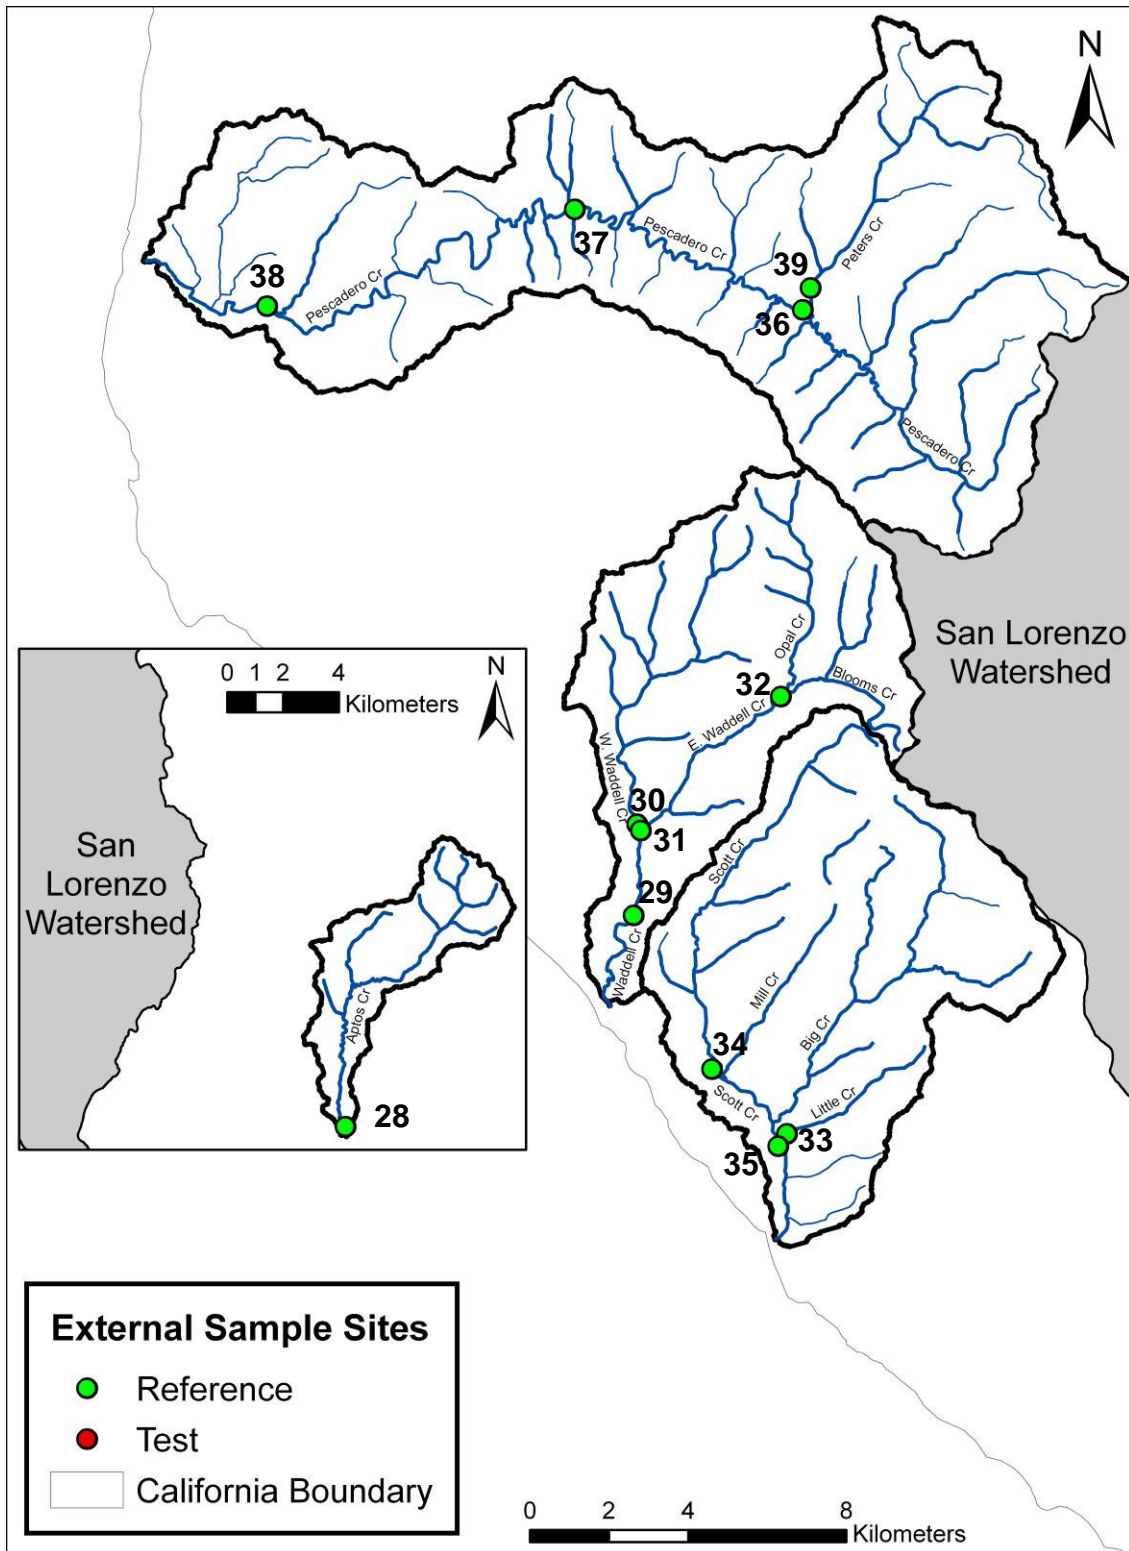 N
Pescadero Cr
Peters Cr
37
39
38
Pescadero Cr
36
Pescadero Cr
San Lorenzo
Watershed
Opal Cr
Blooms Cr
32
E. Waddell Cr
W. Waddell Cr
30
31
Scott Cr
29
Waddell Cr
Mill Cr
Big Cr
34
Scott Cr
Little Cr
33
35
0 1 2 4
Kilometers
N
San
Lorenzo
Watershed
Aptos Cr
28
External Sample Sites
Reference
Test
California Boundary
0 2 4 8
Kilometers